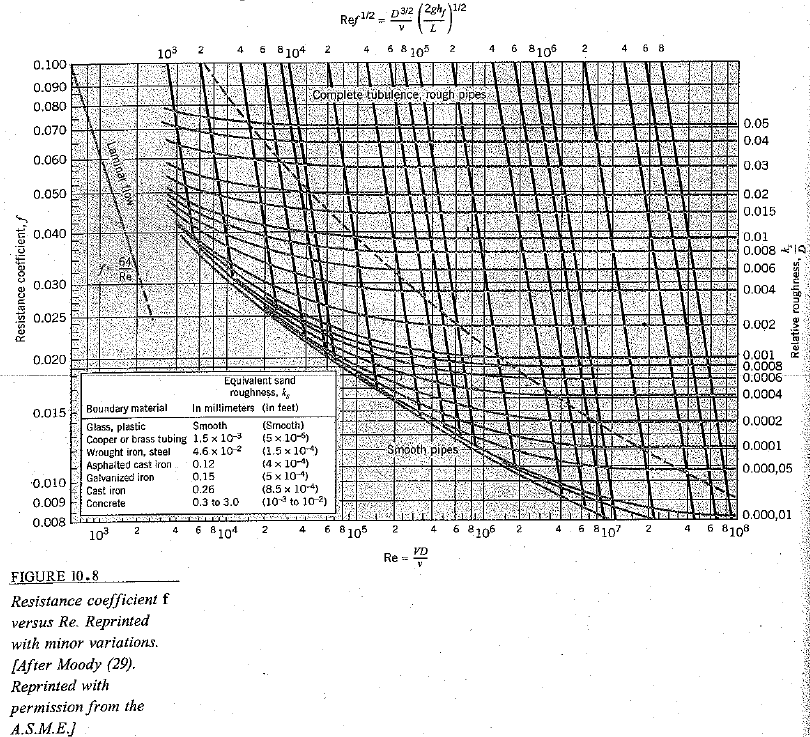 Ref^1/2 = D^3/2 / ν (2gh_f / L)^1/2
10^3 2 4 6 8 10^4 2 4 6 8 10^5 2 4 6 8 10^6 2 4 6 8
0.100
0.090
0.080
0.070
0.060
0.050
0.040
0.030
0.025
0.020
0.015
0.010
0.009
0.008
Resistance coefficient, f
Complete tubulence, rough pipes
Laminar flow
f = 64 / Re
Smooth pipes
0.05
0.04
0.03
0.02
0.015
0.01
0.008
0.006
0.004
0.002
0.001
0.0008
0.0006
0.0004
0.0002
0.0001
0.000,05
0.000,01
Relative roughness, k_s / D
Equivalent sand
roughness, k_s
Boundary material In millimeters (in feet)
Glass, plastic Smooth (Smooth)
Cooper or brass tubing 1.5 × 10^-3 (5 × 10^-6)
Wrought iron, steel 4.6 × 10^-2 (1.5 × 10^-4)
Asphalted cast iron 0.12 (4 × 10^-4)
Galvanized iron 0.15 (5 × 10^-4)
Cast iron 0.26 (8.5 × 10^-4)
Concrete 0.3 to 3.0 (10^-3 to 10^-2)
10^3 2 4 6 8 10^4 2 4 6 8 10^5 2 4 6 8 10^6 2 4 6 8 10^7 2 4 6 8 10^8
Re = VD / ν
FIGURE 10.8
Resistance coefficient f
versus Re. Reprinted
with minor variations.
[After Moody (29).
Reprinted with
permission from the
A.S.M.E.]